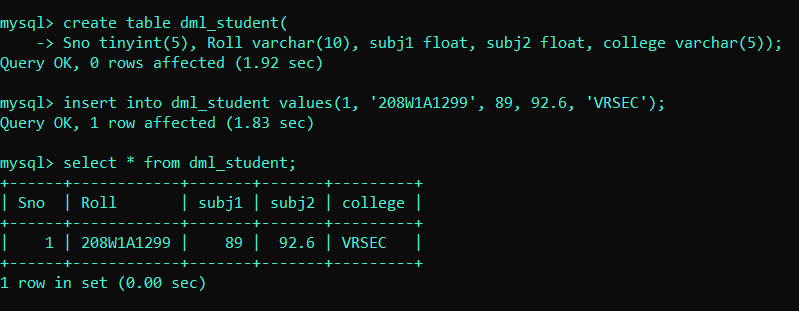 mysql> create table dml_student(
    -> Sno tinyint(5), Roll varchar(10), subj1 float, subj2 float, college varchar(5));
Query OK, 0 rows affected (1.92 sec)

mysql> insert into dml_student values(1, '208W1A1299', 89, 92.6, 'VRSEC');
Query OK, 1 row affected (1.83 sec)

mysql> select * from dml_student;
+------+------------+-------+-------+---------+
| Sno  | Roll       | subj1 | subj2 | college |
+------+------------+-------+-------+---------+
|    1 | 208W1A1299 |    89 |  92.6 | VRSEC   |
+------+------------+-------+-------+---------+
1 row in set (0.00 sec)